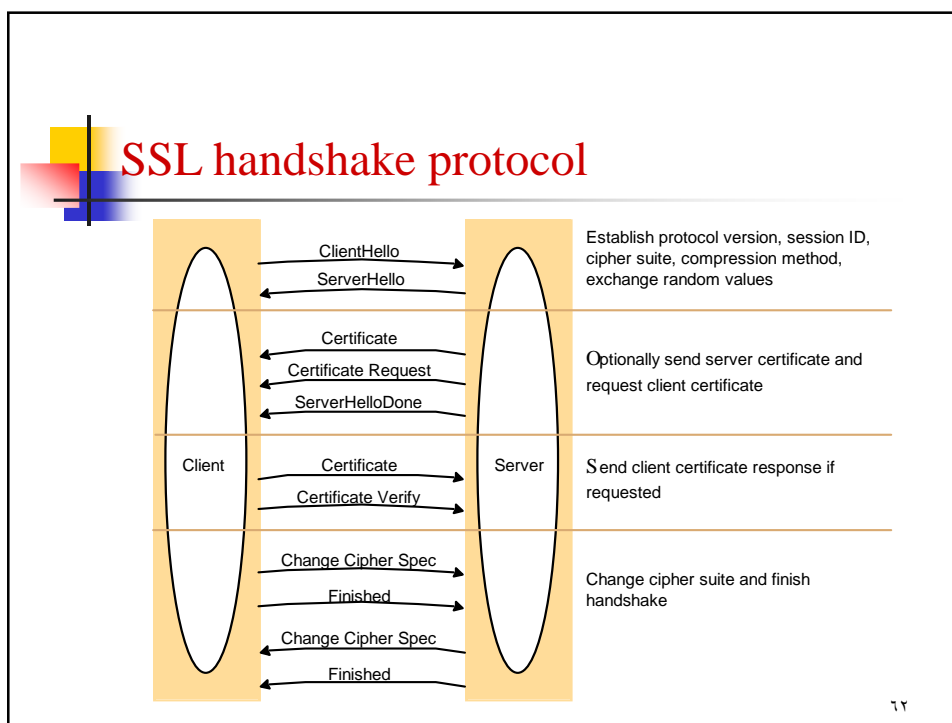 SSL handshake protocol
ClientHello
ServerHello
Establish protocol version, session ID,
cipher suite, compression method,
exchange random values
Certificate
Certificate Request
ServerHelloDone
Optionally send server certificate and
request client certificate
Client
Server
Certificate
Certificate Verify
Send client certificate response if
requested
Change Cipher Spec
Finished
Change Cipher Spec
Finished
Change cipher suite and finish
handshake
٦٢